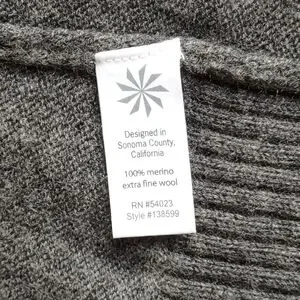 Designed in
Sonoma County,
California
100% merino
extra fine wool
RN #54023
Style #138599